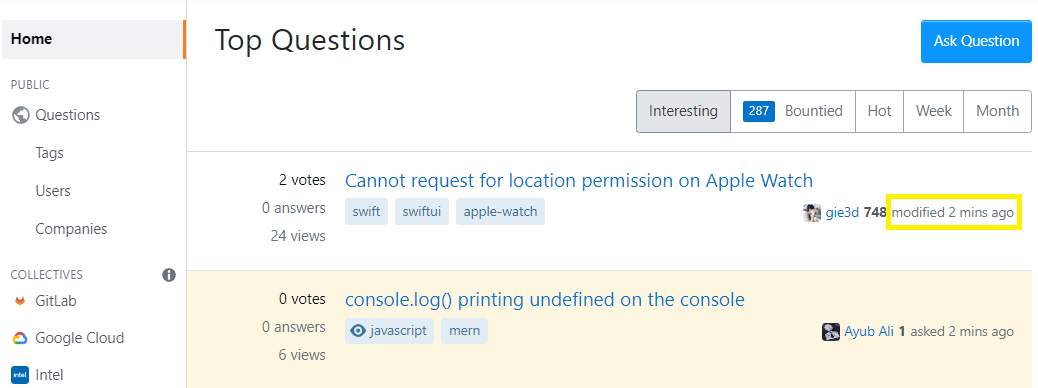 Home
PUBLIC
Questions
Tags
Users
Companies
COLLECTIVES
GitLab
Google Cloud
intel Intel
Top Questions
Ask Question
Interesting 287 Bountied Hot Week Month
2 votes
0 answers
24 views
Cannot request for location permission on Apple Watch
swift swiftui apple-watch
gie3d 748 modified 2 mins ago
0 votes
0 answers
6 views
console.log() printing undefined on the console
javascript mern
Ayub Ali 1 asked 2 mins ago